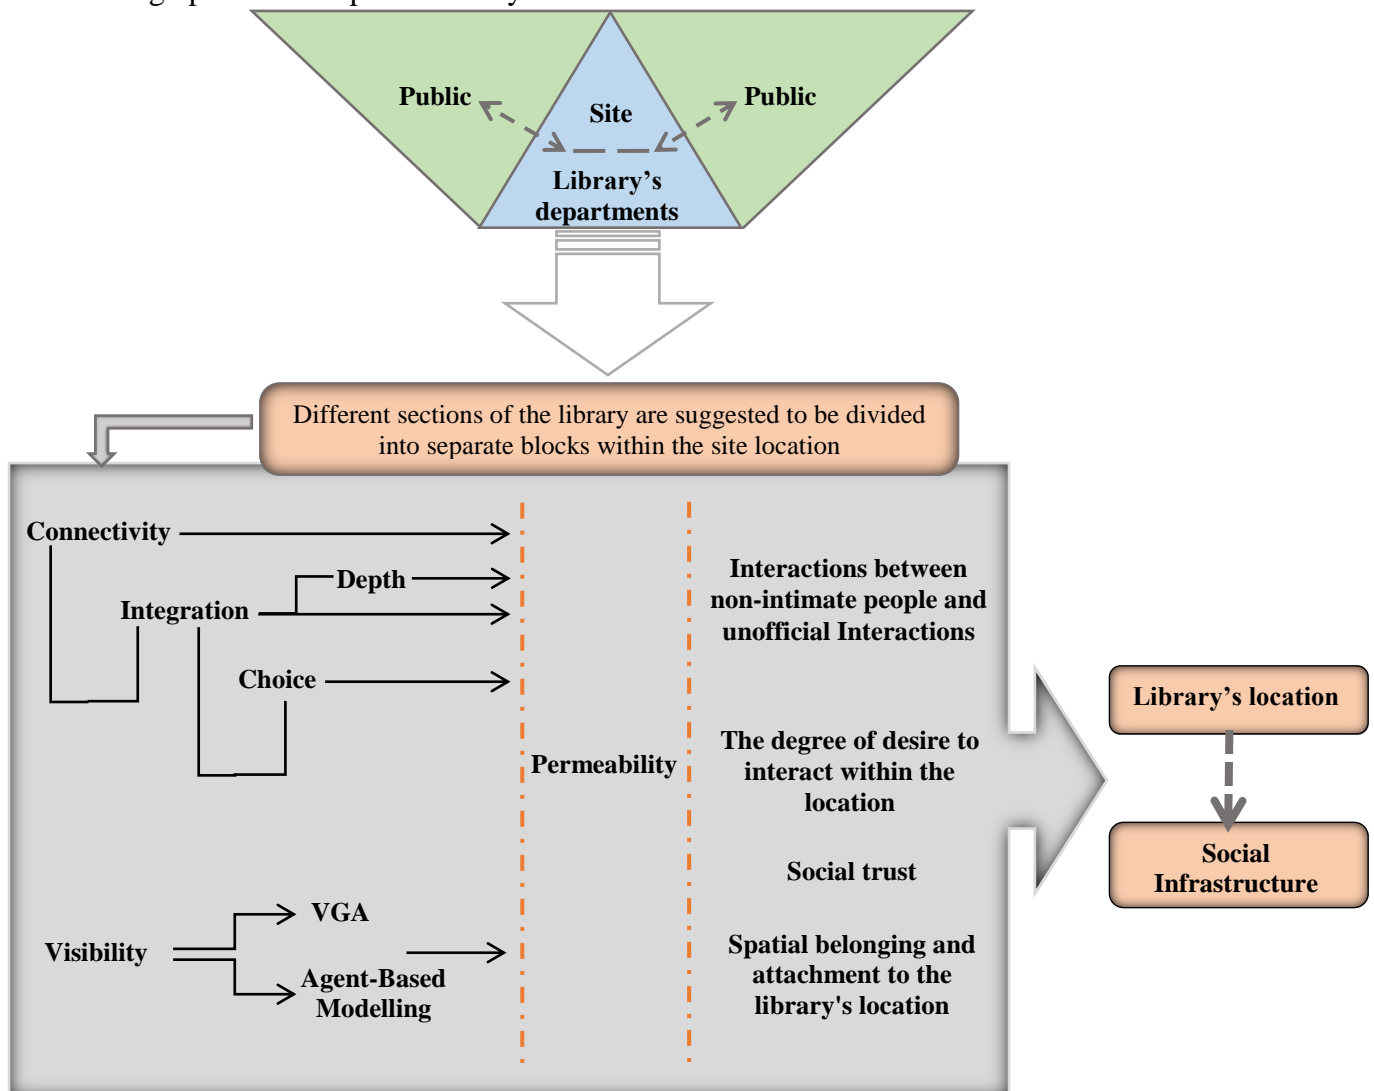 Public
Site
Public
Library’s
departments
Different sections of the library are suggested to be divided
into separate blocks within the site location
Connectivity
Depth
Integration
Choice
Permeability
Visibility
VGA
Agent-Based
Modelling
Interactions between
non-intimate people and
unofficial Interactions
The degree of desire to
interact within the
location
Social trust
Spatial belonging and
attachment to the
library's location
Library’s location
Social
Infrastructure